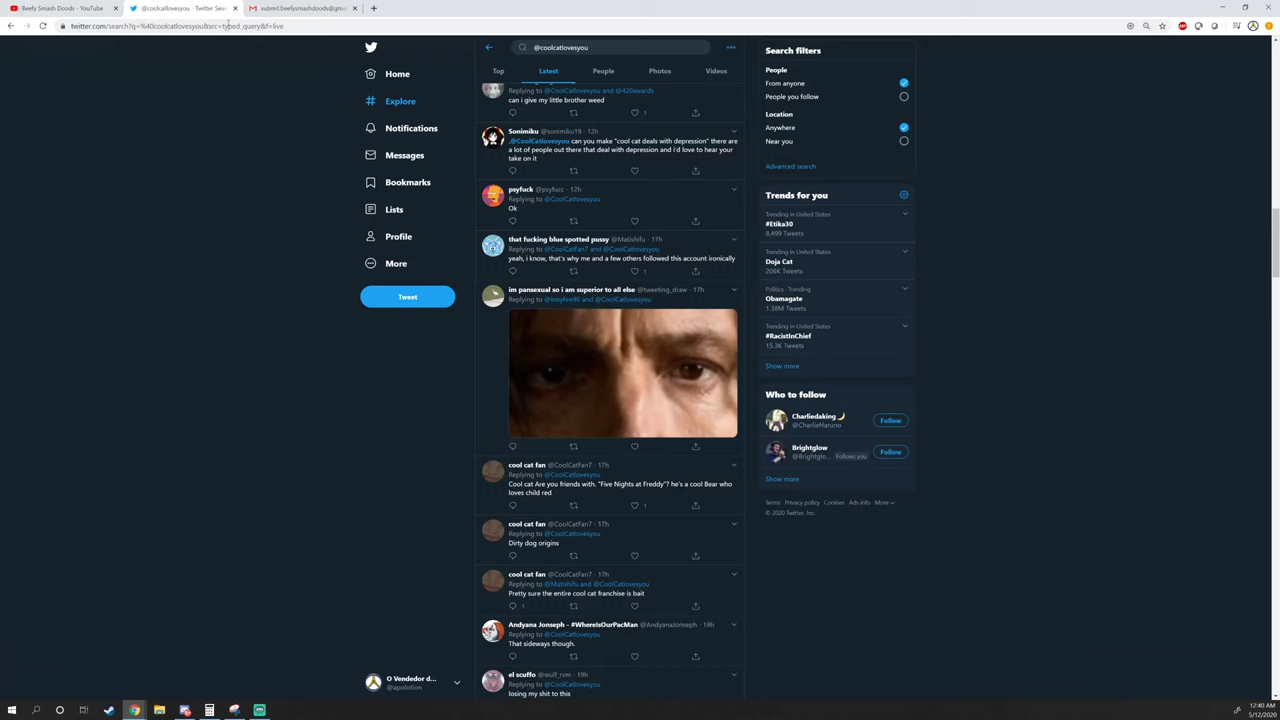 Beefy Smash Doods - YouTube
@coolcatlovesyou - Twitter Sea
submit.beefysmashdoods@gma
twitter.com/search?q=%40coolcatlovesyou&src=typed_query&f=live
Home
Explore
Notifications
Messages
Bookmarks
Lists
Profile
More
Tweet
O Vendedor d...
@apolotion
@coolcatlovesyou
Top
Latest
People
Photos
Videos
Replying to @CoolCatlovesyou and @420awards
can i give my little brother weed
1
Sonimiku @sonimiku19 · 12h
.@CoolCatlovesyou can you make "cool cat deals with depression" there are
a lot of people out there that deal with depression and i'd love to hear your
take on it
psyfuck @psyfucc · 12h
Replying to @CoolCatlovesyou
Ok
that fucking blue spotted pussy @Matishifu · 17h
Replying to @CoolCatFan7 and @CoolCatlovesyou
yeah, i know, that's why me and a few others followed this account ironically
1
im pansexual so i am superior to all else @tweeting_draw · 17h
Replying to @kmyhre90 and @CoolCatlovesyou
cool cat fan @CoolCatFan7 · 17h
Replying to @CoolCatlovesyou
Cool cat Are you friends with. "Five Nights at Freddy"? he's a cool Bear who
loves child red
1
cool cat fan @CoolCatFan7 · 17h
Replying to @CoolCatlovesyou
Dirty dog origins
cool cat fan @CoolCatFan7 · 17h
Replying to @Matishifu and @CoolCatlovesyou
Pretty sure the entire cool cat franchise is bait
1
Andyana Jonseph - #WhereIsOurPacMan @AndyanaJonseph · 19h
Replying to @CoolCatlovesyou
That sideways though.
el scuffo @wulf_rvm · 19h
Replying to @CoolCatlovesyou
losing my shit to this
Search filters
People
From anyone
People you follow
Location
Anywhere
Near you
Advanced search
Trends for you
Trending in United States
#Etika30
8,499 Tweets
Trending in United States
Doja Cat
206K Tweets
Politics · Trending
Obamagate
1.38M Tweets
Trending in United States
#RacistInChief
15.3K Tweets
Show more
Who to follow
Charliedaking
@CharlieHaruno
Follow
Brightglow
@Brightglo... Follows you
Follow
Show more
Terms Privacy policy Cookies Ads info More
© 2020 Twitter, Inc.
12:40 AM
5/12/2020